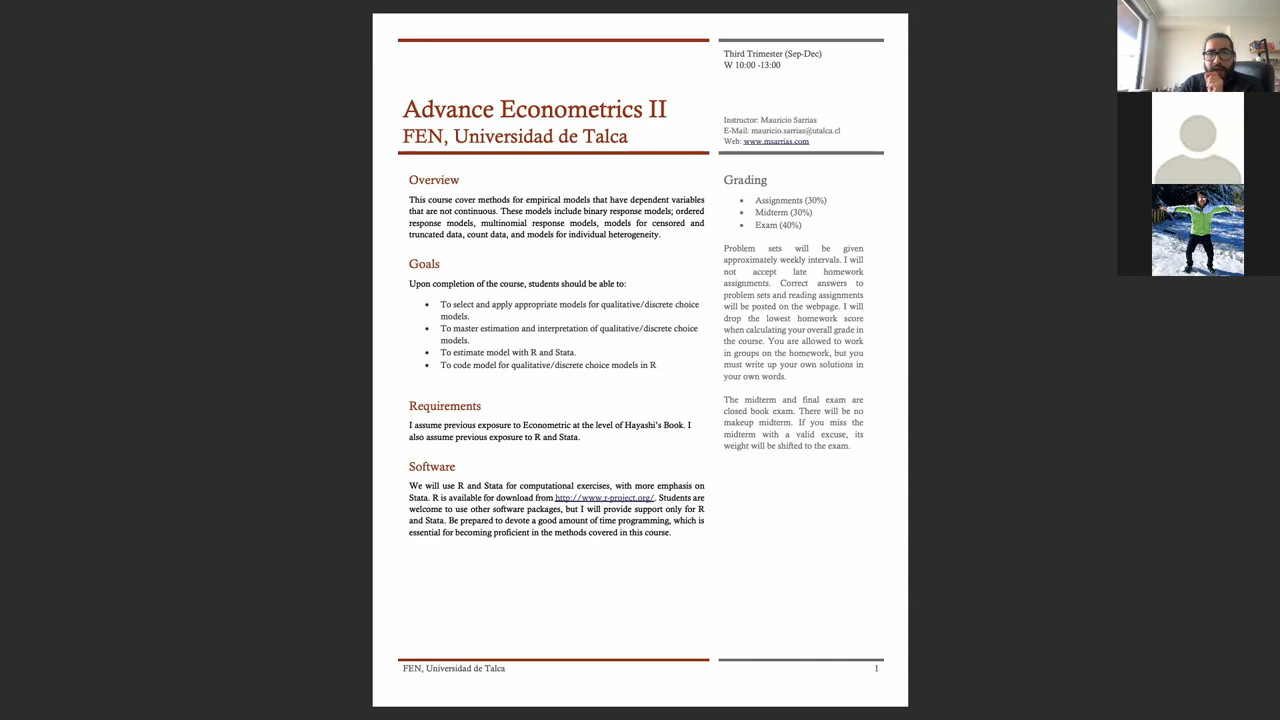 Third Trimester (Sep-Dec)
W 10:00 -13:00
Advance Econometrics II
FEN, Universidad de Talca
Instructor: Mauricio Sarrias
E-Mail: mauricio.sarrias@utalca.cl
Web: www.msarrias.com
Overview
This course cover methods for empirical models that have dependent variables
that are not continuous. These models include binary response models; ordered
response models, multinomial response models, models for censored and
truncated data, count data, and models for individual heterogeneity.
Goals
Upon completion of the course, students should be able to:
• To select and apply appropriate models for qualitative/discrete choice
models.
• To master estimation and interpretation of qualitative/discrete choice
models.
• To estimate model with R and Stata.
• To code model for qualitative/discrete choice models in R
Requirements
I assume previous exposure to Econometric at the level of Hayashi's Book. I
also assume previous exposure to R and Stata.
Software
We will use R and Stata for computational exercises, with more emphasis on
Stata. R is available for download from http://www.r-project.org/. Students are
welcome to use other software packages, but I will provide support only for R
and Stata. Be prepared to devote a good amount of time programming, which is
essential for becoming proficient in the methods covered in this course.
Grading
• Assignments (30%)
• Midterm (30%)
• Exam (40%)
Problem sets will be given
approximately weekly intervals. I will
not accept late homework
assignments. Correct answers to
problem sets and reading assignments
will be posted on the webpage. I will
drop the lowest homework score
when calculating your overall grade in
the course. You are allowed to work
in groups on the homework, but you
must write up your own solutions in
your own words.
The midterm and final exam are
closed book exam. There will be no
makeup midterm. If you miss the
midterm with a valid excuse, its
weight will be shifted to the exam.
FEN, Universidad de Talca
1